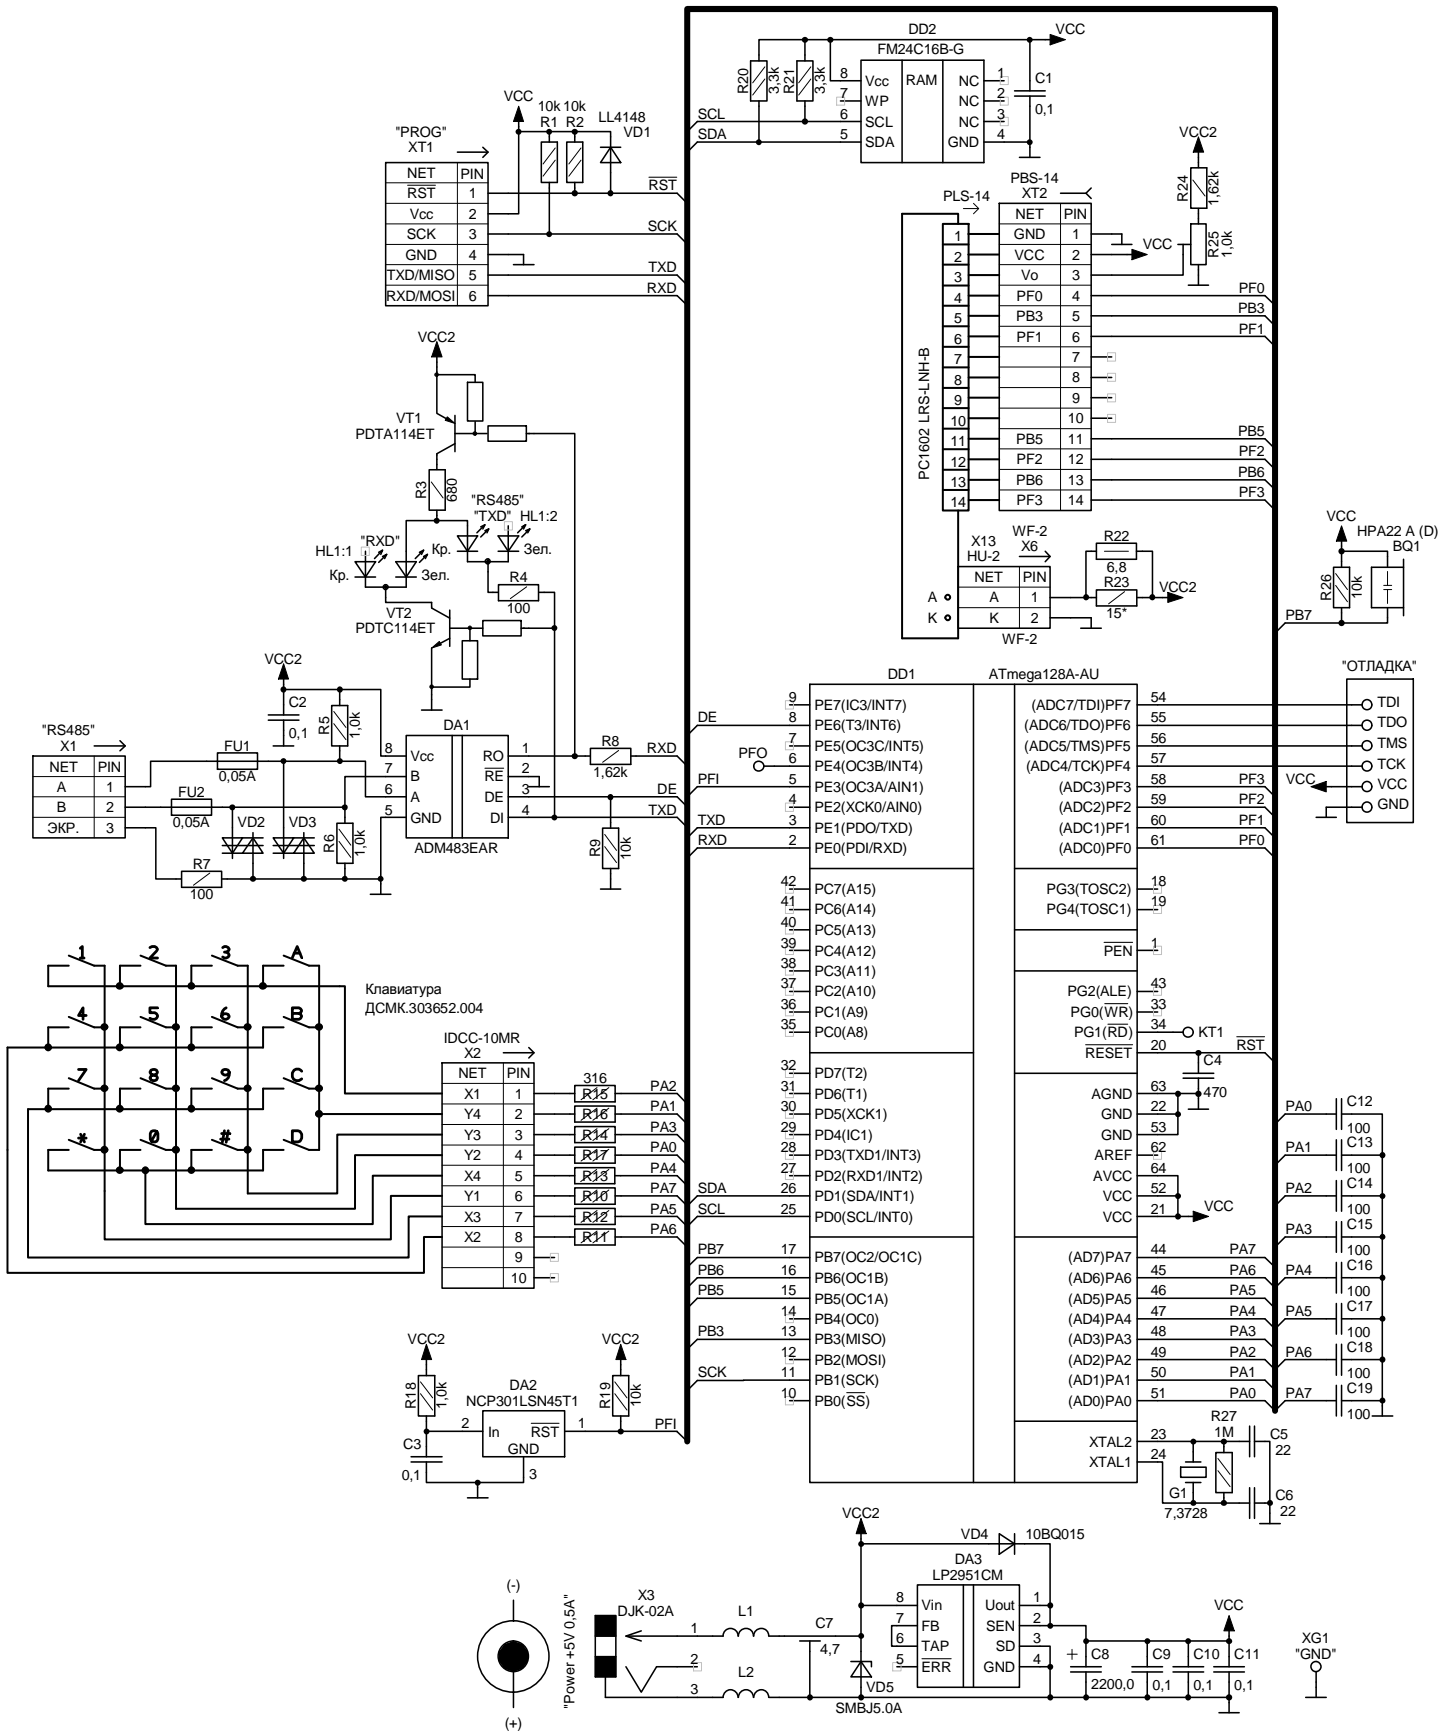 DD2
FM24C16B-G
VCC
R20 3,3k
R21 3,3k
8 Vcc RAM NC 1
7 WP NC 2
6 SCL NC 3
5 SDA GND 4
C1
0,1
SCL
SDA
VCC
10k 10k
R1 R2
LL4148
VD1
"PROG"
XT1
NET PIN
RST 1
Vcc 2
SCK 3
GND 4
TXD/MISO 5
RXD/MOSI 6
RST
SCK
TXD
RXD
VCC2
R24 1,62k
R25 1,0k
PLS-14
PBS-14
XT2
PC1602 LRS-LNH-B
NET PIN
1 GND 1
2 VCC 2
3 Vo 3
4 PF0 4
5 PB3 5
6 PF1 6
7 7
8 8
9 9
10 10
11 PB5 11
12 PF2 12
13 PB6 13
14 PF3 14
VCC
PF0
PB3
PF1
PB5
PF2
PB6
PF3
X13
HU-2
WF-2
X6
NET PIN
A A 1
K K 2
WF-2
R22
6,8
R23
15*
VCC2
VCC
HPA22 A (D)
BQ1
R26 10k
PB7
VCC2
VT1
PDTA114ET
R3 680
"RS485"
"TXD" HL1:2
HL1:1 "RXD"
Кр. Зел.
Кр. Зел.
R4
100
VT2
PDTC114ET
VCC2
C2
0,1
R5 1,0k
"RS485"
X1
NET PIN
A 1
B 2
ЭКР. 3
FU1
0,05A
FU2
0,05A
VD2
VD3
R6 1,0k
R7
100
DA1
8 Vcc RO 1
7 B RE 2
6 A DE 3
5 GND DI 4
ADM483EAR
R8
1,62k
R9 10k
RXD
DE
TXD
DD1 ATmega128A-AU
DE
PFO
PFI
TXD
RXD
9 PE7(IC3/INT7)
8 PE6(T3/INT6)
7 PE5(OC3C/INT5)
6 PE4(OC3B/INT4)
5 PE3(OC3A/AIN1)
4 PE2(XCK0/AIN0)
3 PE1(PDO/TXD)
2 PE0(PDI/RXD)
42 PC7(A15)
41 PC6(A14)
40 PC5(A13)
39 PC4(A12)
38 PC3(A11)
37 PC2(A10)
36 PC1(A9)
35 PC0(A8)
32 PD7(T2)
31 PD6(T1)
30 PD5(XCK1)
29 PD4(IC1)
28 PD3(TXD1/INT3)
27 PD2(RXD1/INT2)
SDA 26 PD1(SDA/INT1)
SCL 25 PD0(SCL/INT0)
PB7 17 PB7(OC2/OC1C)
PB6 16 PB6(OC1B)
PB5 15 PB5(OC1A)
14 PB4(OC0)
PB3 13 PB3(MISO)
12 PB2(MOSI)
SCK 11 PB1(SCK)
10 PB0(SS)
(ADC7/TDI)PF7 54
(ADC6/TDO)PF6 55
(ADC5/TMS)PF5 56
(ADC4/TCK)PF4 57
(ADC3)PF3 58 PF3
(ADC2)PF2 59 PF2
(ADC1)PF1 60 PF1
(ADC0)PF0 61 PF0
PG3(TOSC2) 18
PG4(TOSC1) 19
PEN 1
PG2(ALE) 43
PG0(WR) 33
PG1(RD) 34 KT1
RESET 20 RST
C4
470
AGND 63
GND 22
GND 53
AREF 62
AVCC 64
VCC 52
VCC 21 VCC
(AD7)PA7 44 PA7
(AD6)PA6 45 PA6
(AD5)PA5 46 PA5
(AD4)PA4 47 PA4
(AD3)PA3 48 PA3
(AD2)PA2 49 PA2
(AD1)PA1 50 PA1
(AD0)PA0 51 PA0
XTAL2 23
XTAL1 24
R27
1M
C5
22
G1
7,3728
C6
22
"ОТЛАДКА"
TDI
TDO
TMS
TCK
VCC VCC
GND
PA0 C12
100
PA1 C13
100
PA2 C14
100
PA3 C15
100
PA4 C16
100
PA5 C17
100
PA6 C18
100
PA7 C19
100
1 2 3 A
4 5 6 B
7 8 9 C
* 0 # D
Клавиатура
ДСМК.303652.004
IDCC-10MR
X2
NET PIN 316
X1 1 R15 PA2
Y4 2 R16 PA1
Y3 3 R14 PA3
Y2 4 R17 PA0
X4 5 R13 PA4
Y1 6 R10 PA7
X3 7 R12 PA5
X2 8 R11 PA6
9
10
VCC2
R18 1,0k
C3
0,1
DA2
NCP301LSN45T1
2 In RST 1
GND
3
VCC2
R19 10k
PFI
(-)
(+)
"Power +5V 0,5A"
X3
DJK-02A
1
2
3
L1
L2
C7
4,7
VCC2
VD5
SMBJ5.0A
VD4 10BQ015
DA3
LP2951CM
8 Vin Uout 1
7 FB SEN 2
6 TAP SD 3
5 ERR GND 4
VCC
+ C8
2200,0
C9
0,1
C10
0,1
C11
0,1
XG1
"GND"